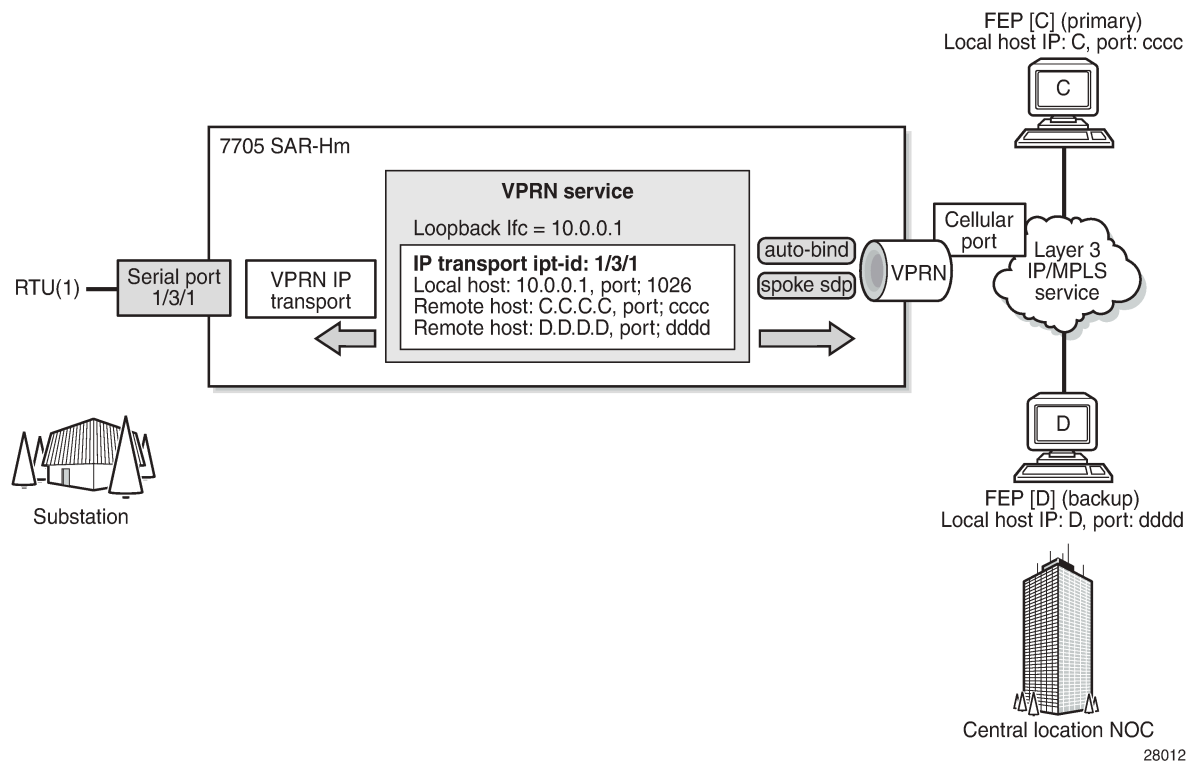 FEP [C] (primary)
Local host IP: C, port: cccc
C
7705 SAR-Hm
VPRN service
Loopback Ifc = 10.0.0.1
IP transport ipt-id: 1/3/1
Local host: 10.0.0.1, port; 1026
Remote host: C.C.C.C, port; cccc
Remote host: D.D.D.D, port; dddd
RTU(1)
Serial port
1/3/1
VPRN IP
transport
auto-bind
spoke sdp
VPRN
Cellular
port
Layer 3
IP/MPLS
service
D
FEP [D] (backup)
Local host IP: D, port: dddd
Substation
Central location NOC
28012